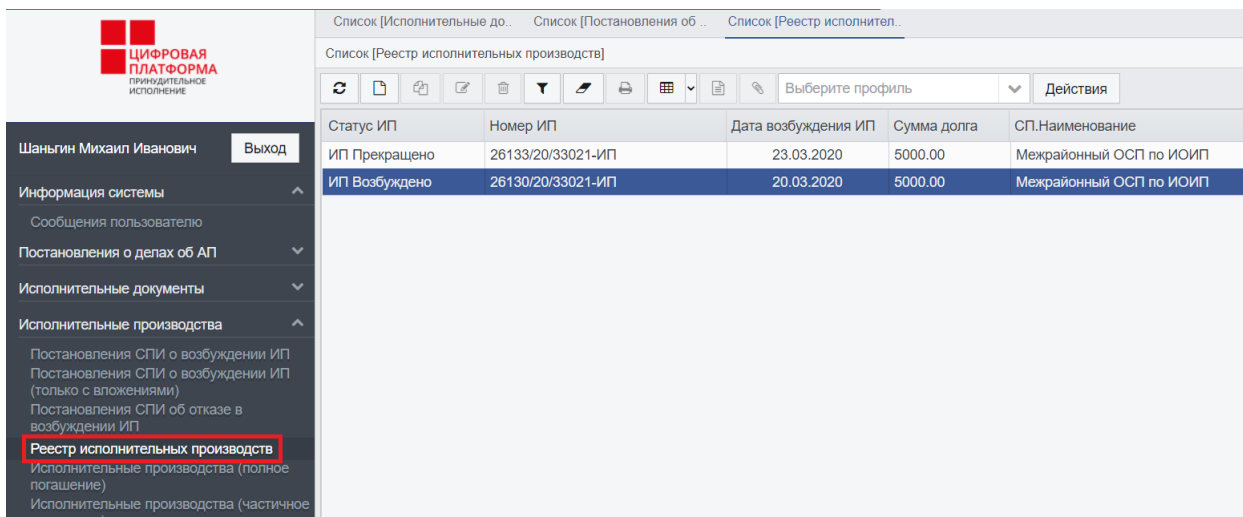 ЦИФРОВАЯ
ПЛАТФОРМА
ПРИНУДИТЕЛЬНОЕ
ИСПОЛНЕНИЕ
Шаньгин Михаил Иванович Выход
Информация системы
Сообщения пользователю
Постановления о делах об АП
Исполнительные документы
Исполнительные производства
Постановления СПИ о возбуждении ИП
Постановления СПИ о возбуждении ИП
(только с вложениями)
Постановления СПИ об отказе в
возбуждении ИП
Реестр исполнительных производств
Исполнительные производства (полное
погашение)
Исполнительные производства (частичное
Список [Исполнительные до.. Список [Постановления об .. Список [Реестр исполнител..
Список [Реестр исполнительных производств]
Выберите профиль Действия
Статус ИП Номер ИП Дата возбуждения ИП Сумма долга СП.Наименование
ИП Прекращено 26133/20/33021-ИП 23.03.2020 5000.00 Межрайонный ОСП по ИОИП
ИП Возбуждено 26130/20/33021-ИП 20.03.2020 5000.00 Межрайонный ОСП по ИОИП